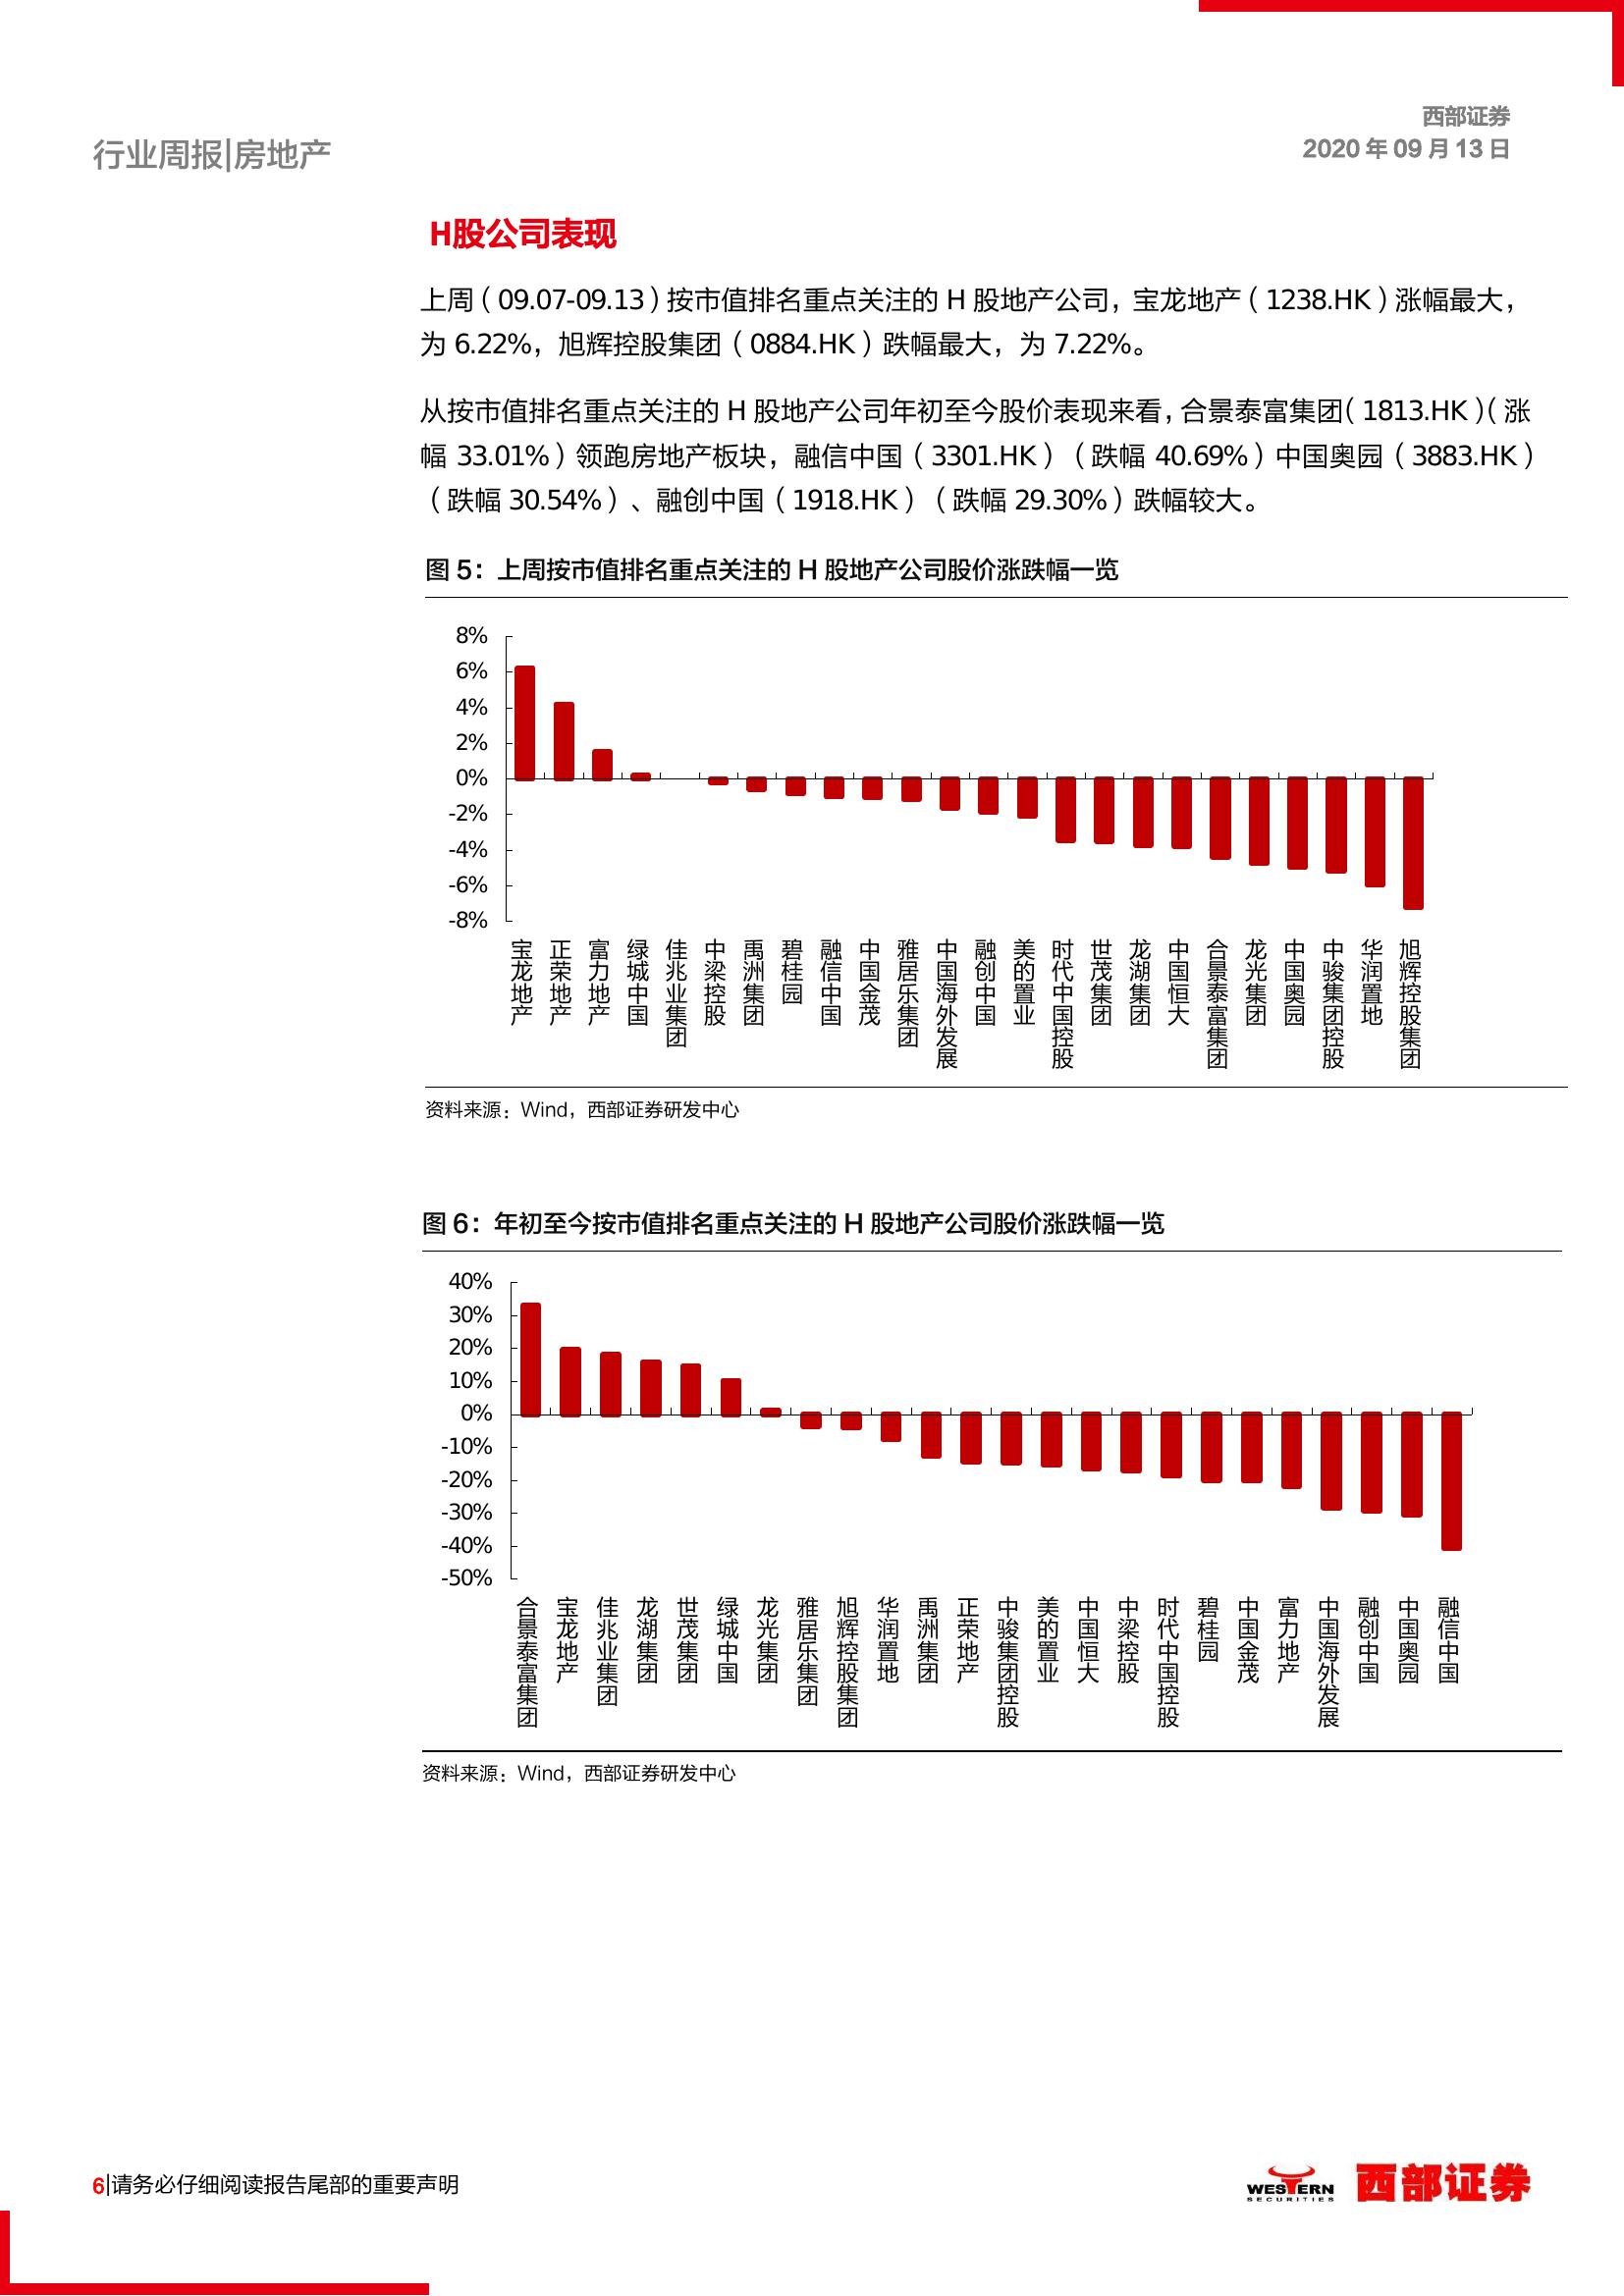 西部证券
行业周报|房地产
2020 年 09 月 13 日
H股公司表现
上周（09.07-09.13）按市值排名重点关注的 H 股地产公司，宝龙地产（1238.HK）涨幅最大，
为 6.22%，旭辉控股集团（0884.HK）跌幅最大，为 7.22%。
从按市值排名重点关注的 H 股地产公司年初至今股价表现来看，合景泰富集团（1813.HK）（涨
幅 33.01%）领跑房地产板块，融信中国（3301.HK）（跌幅 40.69%）中国奥园（3883.HK）
（跌幅 30.54%）、融创中国（1918.HK）（跌幅 29.30%）跌幅较大。
图 5：上周按市值排名重点关注的 H 股地产公司股价涨跌幅一览
8%
6%
4%
2%
0%
-2%
-4%
-6%
-8%
宝龙地产
正荣地产
富力地产
绿城中国
佳兆业集团
中梁控股
禹洲集团
碧桂园
融信中国
中国金茂
雅居乐集团
中国海外发展
融创中国
美的置业
时代中国控股
世茂集团
龙湖集团
中国恒大
合景泰富集团
龙光集团
中国奥园
中骏集团控股
华润置地
旭辉控股集团
资料来源：Wind，西部证券研发中心
图 6：年初至今按市值排名重点关注的 H 股地产公司股价涨跌幅一览
40%
30%
20%
10%
0%
-10%
-20%
-30%
-40%
-50%
合景泰富集团
宝龙地产
佳兆业集团
龙湖集团
世茂集团
绿城中国
龙光集团
雅居乐集团
旭辉控股集团
华润置地
禹洲集团
正荣地产
中骏集团控股
美的置业
中国恒大
中梁控股
时代中国控股
碧桂园
中国金茂
富力地产
中国海外发展
融创中国
中国奥园
融信中国
资料来源：Wind，西部证券研发中心
6|请务必仔细阅读报告尾部的重要声明
WESTERN
SECURITIES
西部证券